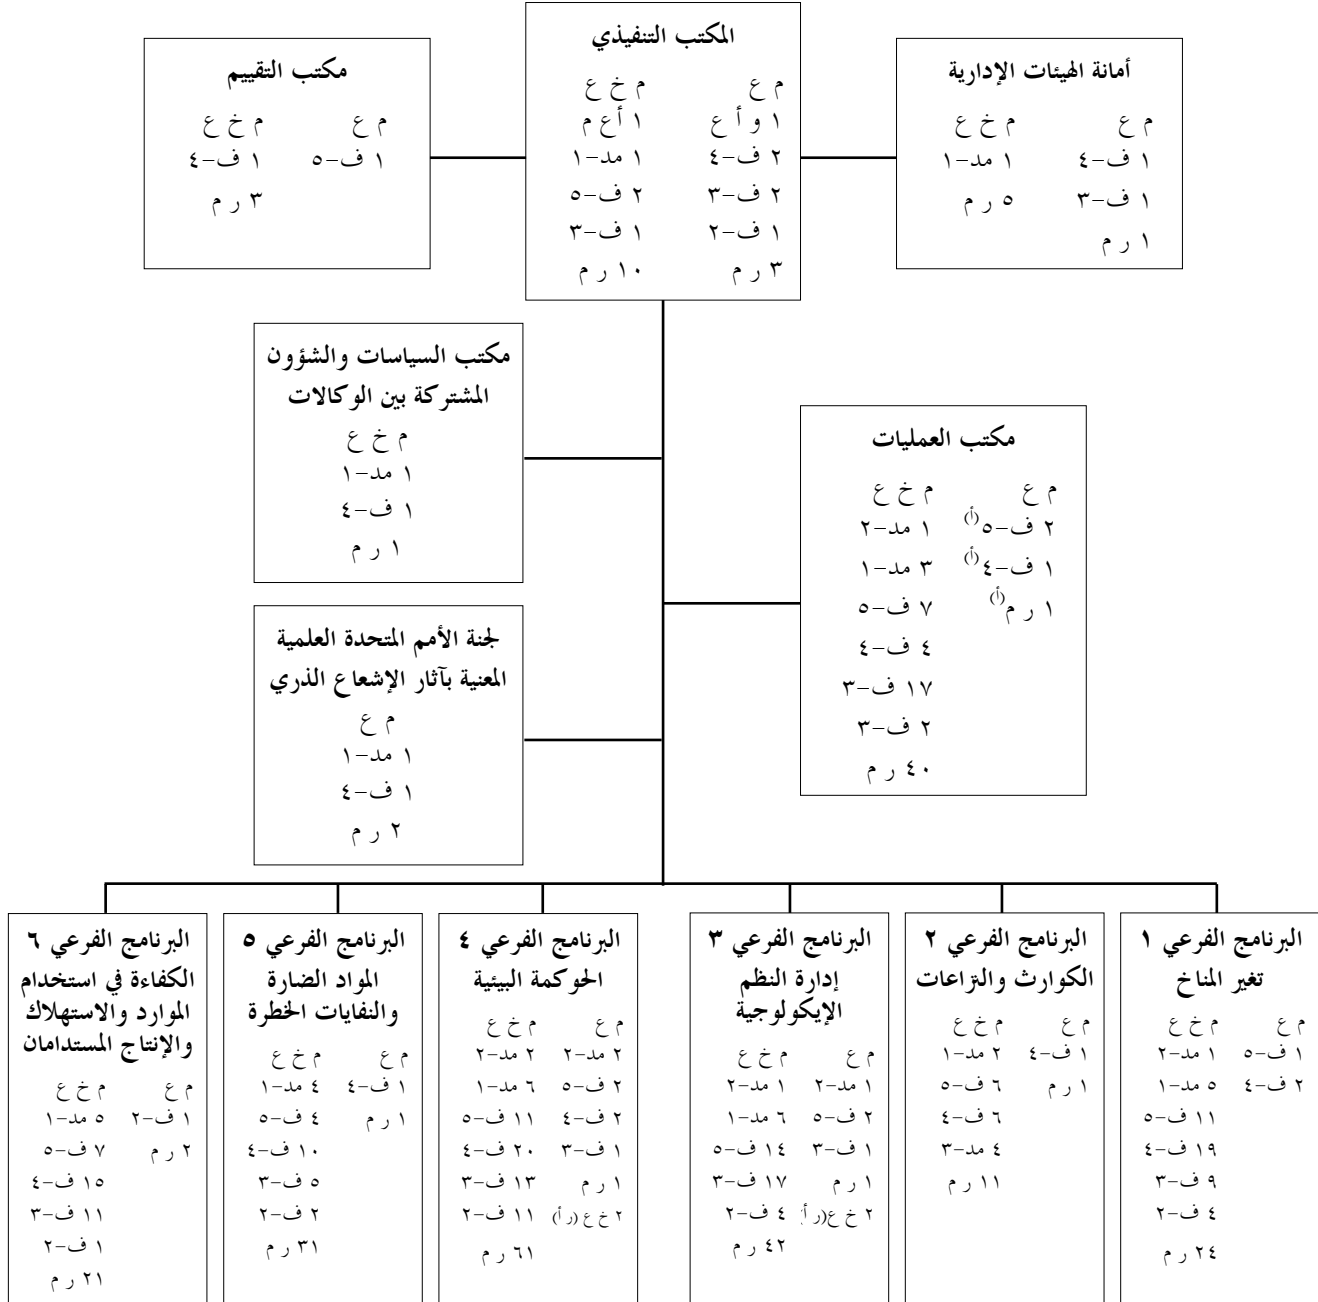 المكتب التنفيذي
م ع م خ ع
١ و أ ع ١ أ ع م
٢ ف-٤ ١ مد-١
٢ ف-٣ ٢ ف-٥
١ ف-٢ ١ ف-٣
٣ ر م ١٠ ر م
أمانة الهيئات الإدارية
م ع م خ ع
١ ف-٤ ١ مد-١
١ ف-٣ ٥ ر م
١ ر م
مكتب التقييم
م ع م خ ع
١ ف-٥ ١ ف-٤
٣ ر م
مكتب السياسات والشؤون
المشتركة بين الوكالات
م خ ع
١ مد-١
١ ف-٤
١ ر م
مكتب العمليات
م ع م خ ع
٢ ف-٥(أ) ١ مد-٢
١ ف-٤(أ) ٣ مد-١
١ ر م(أ) ٧ ف-٥
٤ ف-٤
١٧ ف-٣
٢ ف-٣
٤٠ ر م
لجنة الأمم المتحدة العلمية
المعنية بآثار الإشعاع الذري
م ع
١ مد-١
١ ف-٤
٢ ر م
البرنامج الفرعي ١
تغير المناخ
م ع م خ ع
١ ف-٥ ١ مد-٢
٢ ف-٤ ٥ مد-١
١١ ف-٥
١٩ ف-٤
٩ ف-٣
٤ ف-٢
٢٤ ر م
البرنامج الفرعي ٢
الكوارث والنزاعات
م ع م خ ع
١ ف-٤ ٢ مد-١
١ ر م ٦ ف-٥
٦ ف-٤
٤ مد-٣
١١ ر م
البرنامج الفرعي ٣
إدارة النظم
الإيكولوجية
م ع م خ ع
١ مد-٢ ١ مد-٢
٢ ف-٥ ٦ مد-١
١ ف-٣ ١٤ ف-٥
١ ر م ١٧ ف-٣
٢ خ ع(ر أ) ٤ ف-٢
٤٢ ر م
البرنامج الفرعي ٤
الحوكمة البيئية
م ع م خ ع
٢ مد-٢ ٢ مد-٢
٢ ف-٥ ٦ مد-١
٢ ف-٤ ١١ ف-٥
١ ف-٣ ٢٠ ف-٤
١ ر م ١٣ ف-٣
٢ خ ع (ر أ) ١١ ف-٢
٦١ ر م
البرنامج الفرعي ٥
المواد الضارة
والنفايات الخطرة
م ع م خ ع
١ ف-٤ ٤ مد-١
١ ر م ٤ ف-٥
١٠ ف-٤
٥ ف-٣
٢ ف-٢
٣١ ر م
البرنامج الفرعي ٦
الكفاءة في استخدام
الموارد والاستهلاك
والإنتاج المستدامان
م ع م خ ع
١ ف-٢ ٥ مد-١
٢ ر م ٧ ف-٥
١٥ ف-٤
١١ ف-٣
١ ف-٢
٢١ ر م